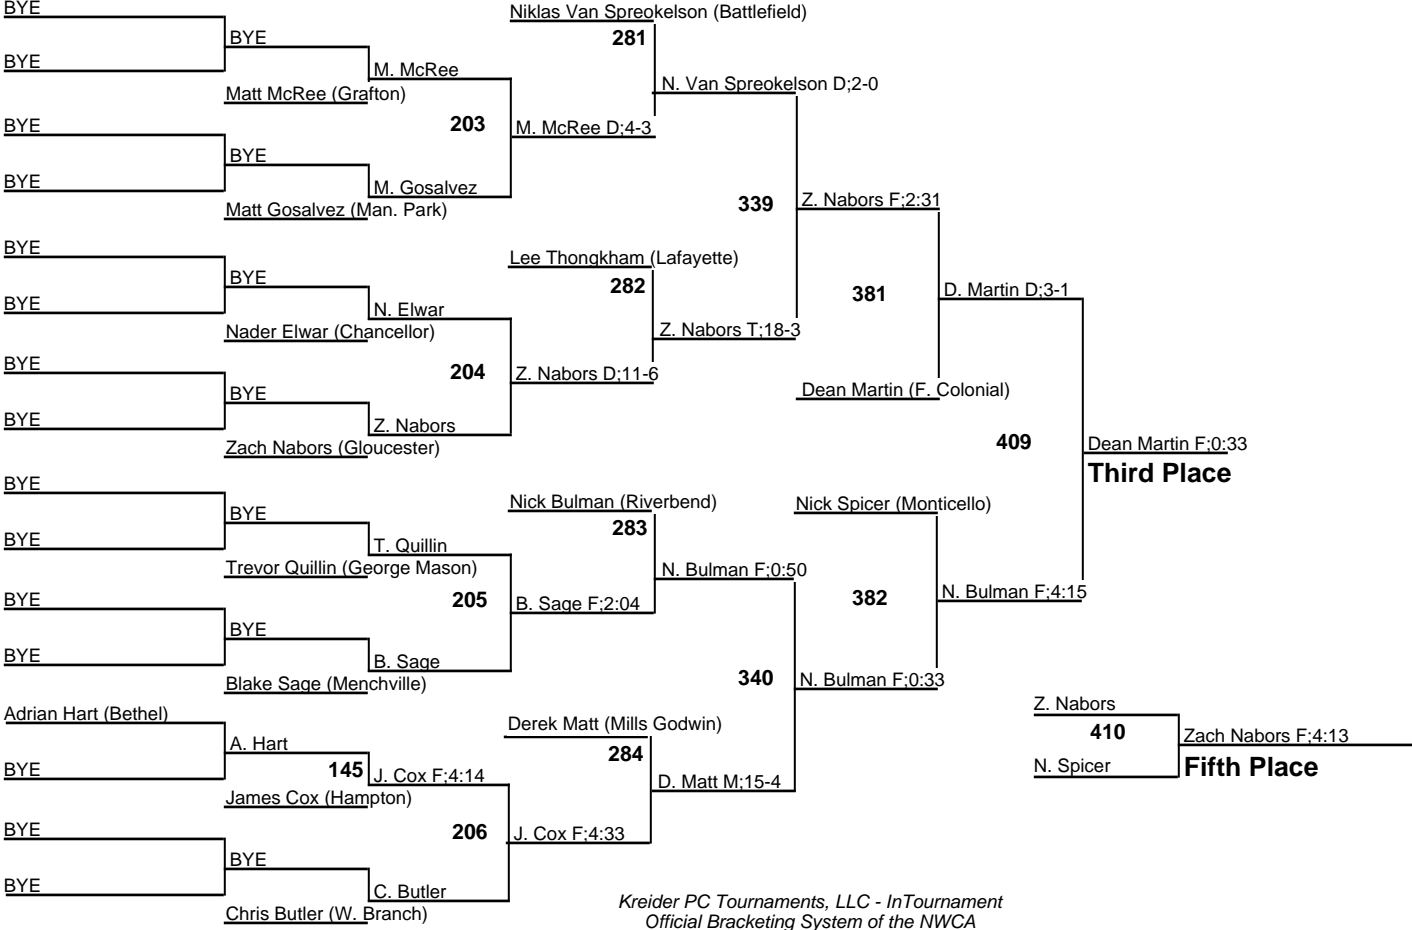 BYE
Niklas Van Spreokelson (Battlefield)
281
BYE
BYE
M. McRee
N. Van Spreokelson D;2-0
Matt McRee (Grafton)
203
M. McRee D;4-3
BYE
BYE
BYE
M. Gosalvez
Matt Gosalvez (Man. Park)
339
Z. Nabors F;2:31
BYE
Lee Thongkham (Lafayette)
BYE
282
381
D. Martin D;3-1
BYE
N. Elwar
Nader Elwar (Chancellor)
Z. Nabors T;18-3
BYE
204
Z. Nabors D;11-6
BYE
Dean Martin (F. Colonial)
BYE
Z. Nabors
Zach Nabors (Gloucester)
409
Dean Martin F;0:33
Third Place
BYE
Nick Bulman (Riverbend)
Nick Spicer (Monticello)
BYE
283
BYE
T. Quillin
Trevor Quillin (George Mason)
N. Bulman F;0:50
BYE
205
B. Sage F;2:04
382
N. Bulman F;4:15
BYE
BYE
B. Sage
Blake Sage (Menchville)
340
N. Bulman F;0:33
Adrian Hart (Bethel)
Derek Matt (Mills Godwin)
Z. Nabors
A. Hart
284
410
Zach Nabors F;4:13
BYE
145
J. Cox F;4:14
D. Matt M;15-4
N. Spicer
Fifth Place
James Cox (Hampton)
BYE
206
J. Cox F;4:33
BYE
BYE
C. Butler
Chris Butler (W. Branch)
Kreider PC Tournaments, LLC - InTournament
Official Bracketing System of the NWCA